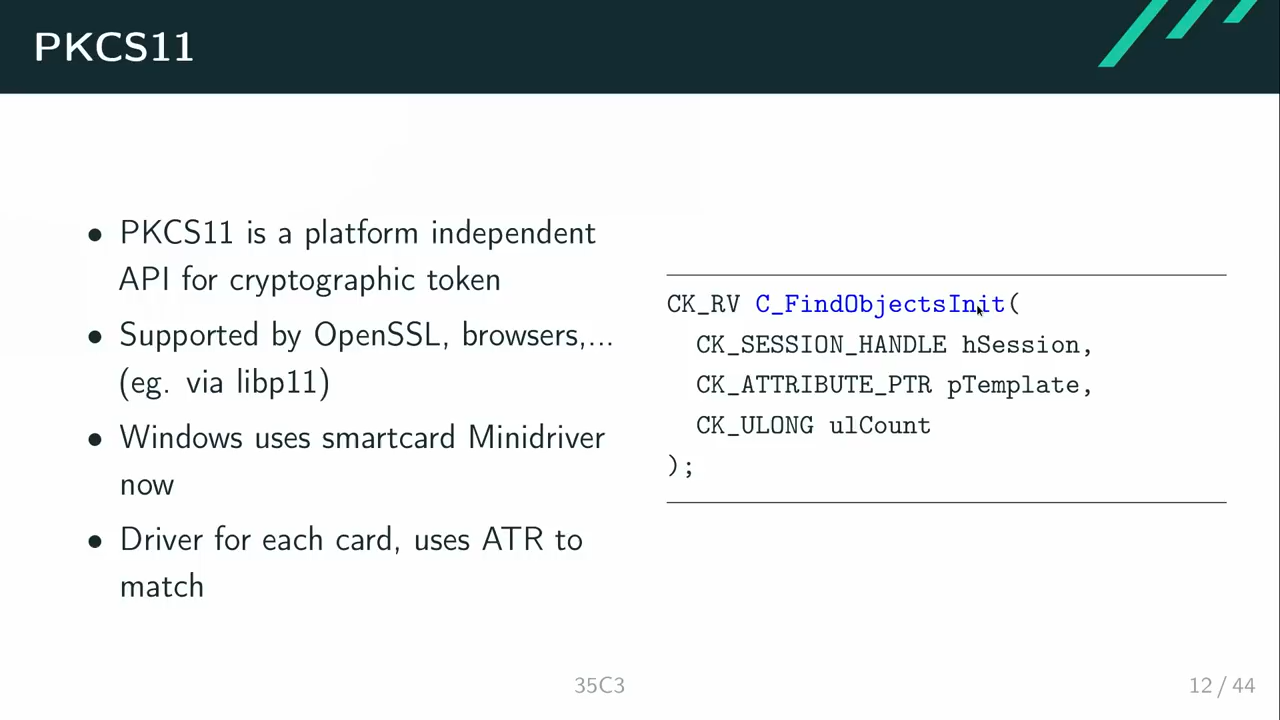 PKCS11
• PKCS11 is a platform independent
API for cryptographic token
• Supported by OpenSSL, browsers,...
(eg. via libp11)
• Windows uses smartcard Minidriver
now
• Driver for each card, uses ATR to
match
CK_RV C_FindObjectsInit(
CK_SESSION_HANDLE hSession,
CK_ATTRIBUTE_PTR pTemplate,
CK_ULONG ulCount
);
35C3
12 / 44